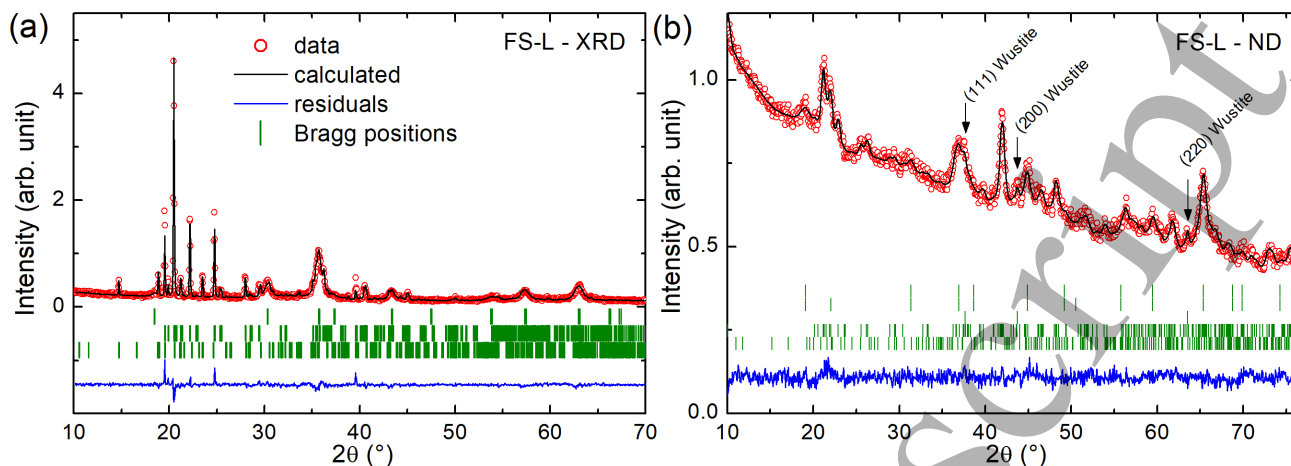 (a)
FS-L - XRD
data
calculated
residuals
Bragg positions
Intensity (arb. unit)
4
2
0
10 20 30 40 50 60 70
2θ (°)
(b)
FS-L - ND
(111) Wustite
(200) Wustite
(220) Wustite
Intensity (arb. unit)
1.0
0.5
0.0
10 20 30 40 50 60 70
2θ (°)
script